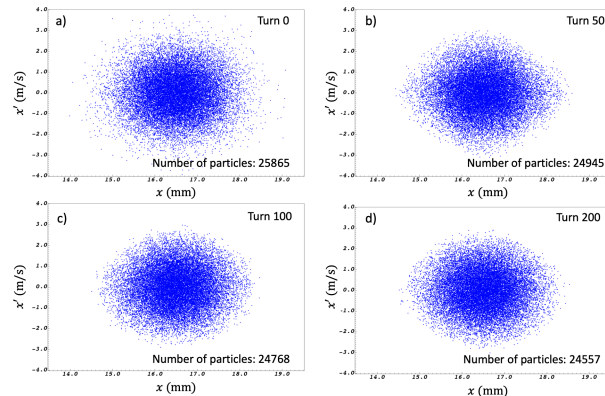 a) Turn 0
4.0
3.0
2.0
1.0
0.0
-1.0
-2.0
-3.0
-4.0
x′ (m/s)
Number of particles: 25865
14.0 15.0 16.0 17.0 18.0 19.0
x (mm)
b) Turn 50
4.0
3.0
2.0
1.0
0.0
-1.0
-2.0
-3.0
-4.0
x′ (m/s)
Number of particles: 24945
14.0 15.0 16.0 17.0 18.0 19.0
x (mm)
c) Turn 100
4.0
3.0
2.0
1.0
0.0
-1.0
-2.0
-3.0
-4.0
x′ (m/s)
Number of particles: 24768
14.0 15.0 16.0 17.0 18.0 19.0
x (mm)
d) Turn 200
4.0
3.0
2.0
1.0
0.0
-1.0
-2.0
-3.0
-4.0
x′ (m/s)
Number of particles: 24557
14.0 15.0 16.0 17.0 18.0 19.0
x (mm)